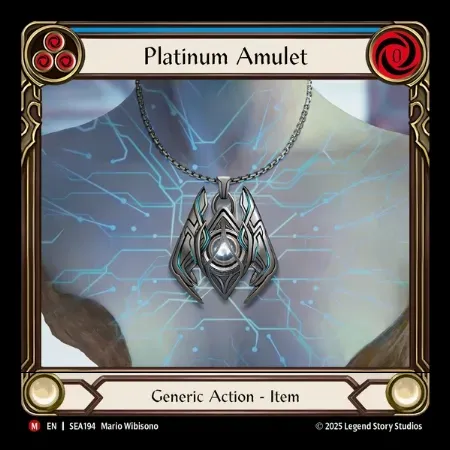 Platinum Amulet
0
Generic Action - Item
M EN | SEA194 Mario Wibisono
© 2025 Legend Story Studios